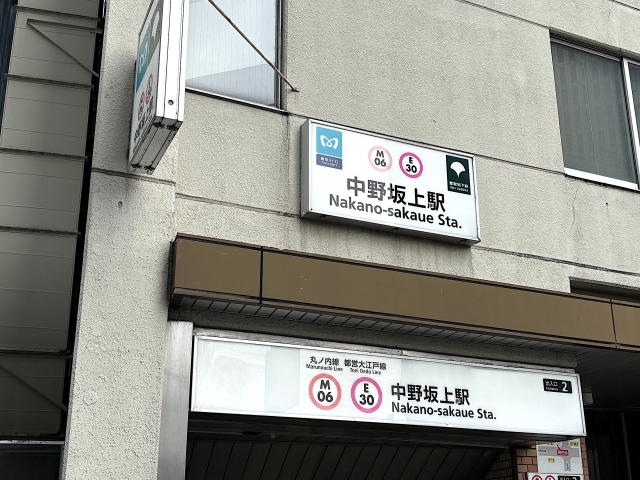 M
06
E
30
中野坂上駅
Nakano-sakaue Sta.
丸ノ内線 都営大江戸線
Marunouchi Line Toei Oedo Line
M
06
E
30
中野坂上駅
Nakano-sakaue Sta.
出入口 2